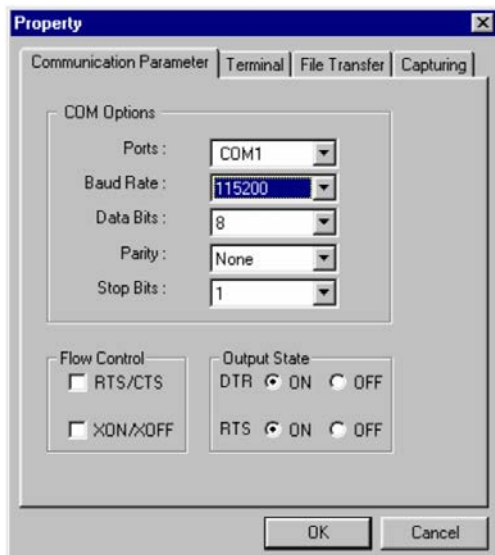 Property
Communication Parameter Terminal File Transfer Capturing
COM Options
Ports : COM1
Baud Rate : 115200
Data Bits : 8
Parity : None
Stop Bits : 1
Flow Control
RTS/CTS
XON/XOFF
Output State
DTR ON OFF
RTS ON OFF
OK Cancel